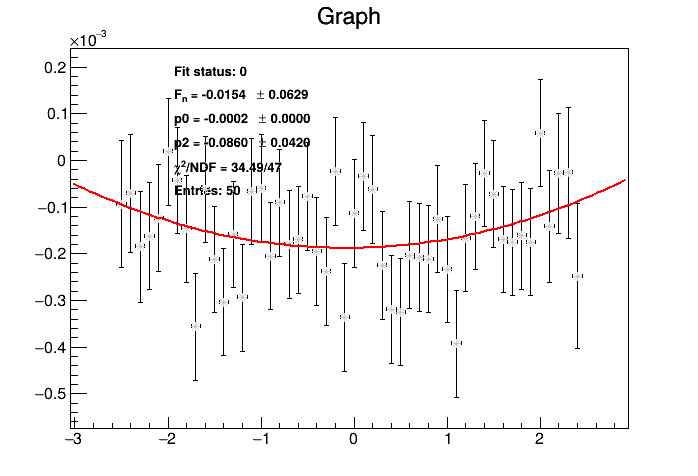 Graph
×10⁻³
0.2
0.1
0
−0.1
−0.2
−0.3
−0.4
−0.5
−3
−2
−1
0
1
2
Fit status: 0
Fₙ = -0.0154 ± 0.0629
p0 = -0.0002 ± 0.0000
p2 = -0.0860 ± 0.0420
χ²/NDF = 34.49/47
Entries: 50